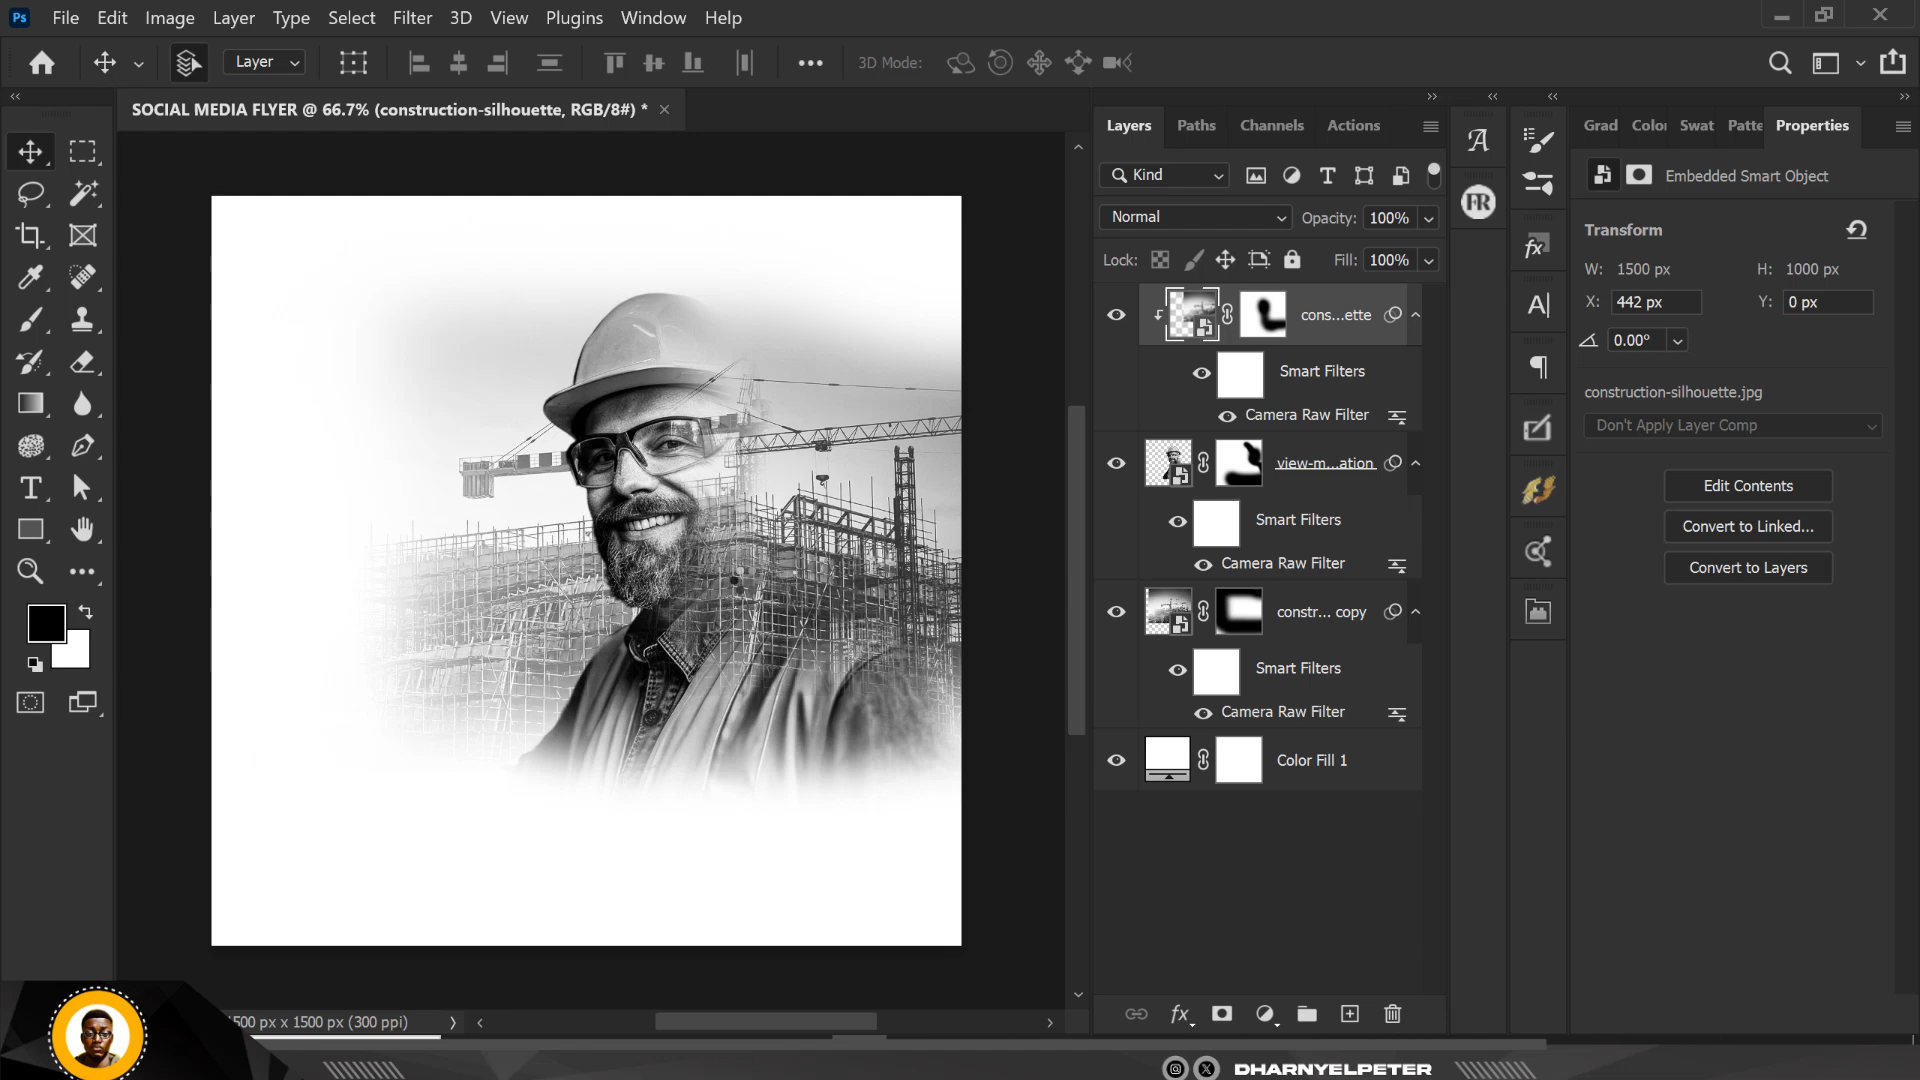 Ps File Edit Image Layer Type Select Filter 3D View Plugins Window Help
Layer 3D Mode:
SOCIAL MEDIA FLYER @ 66.7% (construction-silhouette, RGB/8#) *
Layers Paths Channels Actions
Grad Color Swat Patte Properties
Kind
Embedded Smart Object
Normal Opacity: 100%
Lock: Fill: 100%
Transform
W: 1500 px H: 1000 px
X: 442 px Y: 0 px
0.00°
cons...ette
Smart Filters
Camera Raw Filter
construction-silhouette.jpg
Don't Apply Layer Comp
view-m...ation
Edit Contents
Smart Filters
Convert to Linked...
Camera Raw Filter
Convert to Layers
constr... copy
Smart Filters
Camera Raw Filter
Color Fill 1
FR
fx
A|
fx
500 px x 1500 px (300 ppi)
DHARNYELPETER